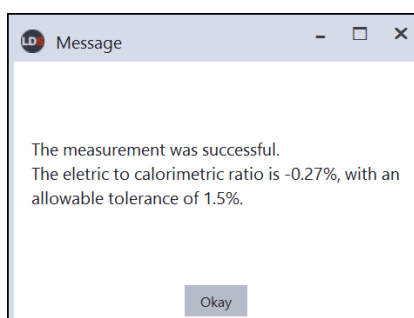 LDS Message
The measurement was successful.
The eletric to calorimetric ratio is -0.27%, with an
allowable tolerance of 1.5%.
Okay